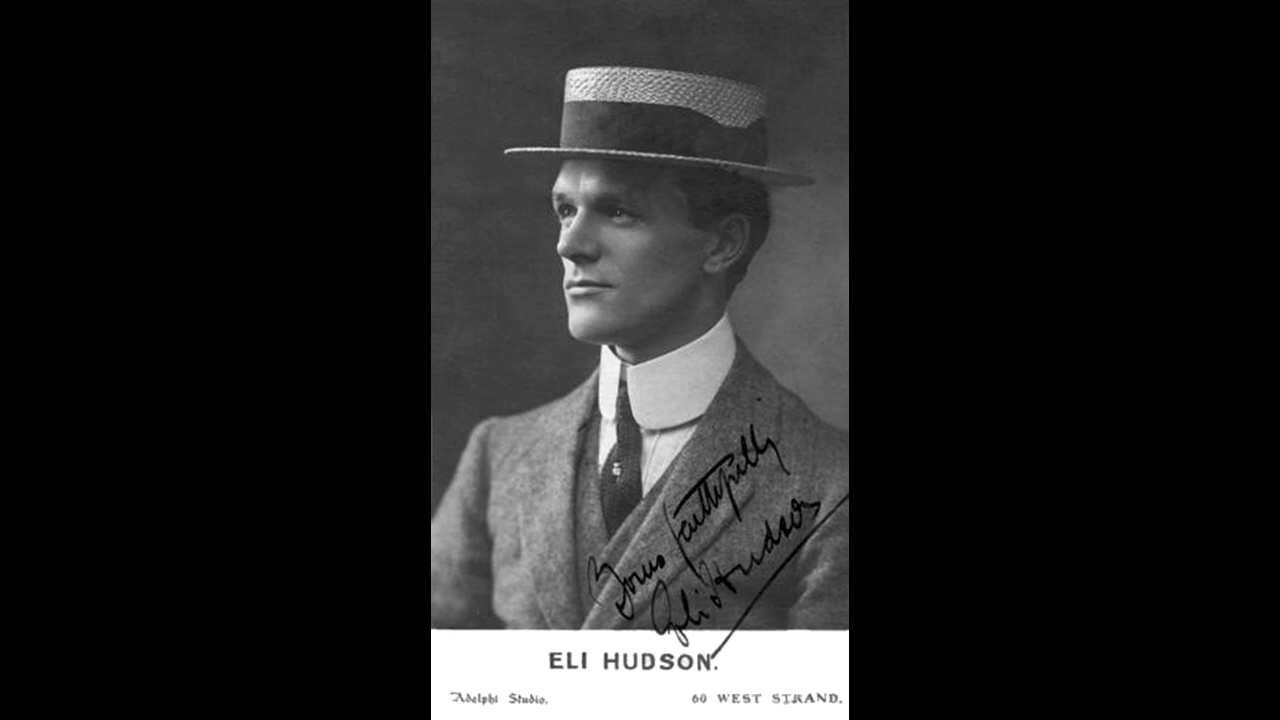 Yours faithfully
Eli Hudson
ELI HUDSON.
Adelphi Studio. 60 WEST STRAND.